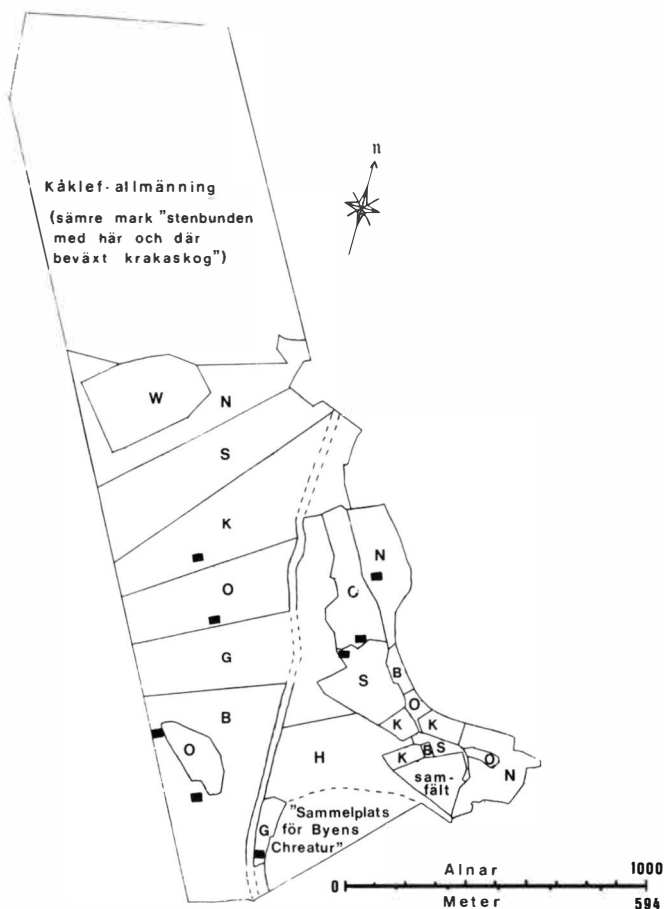 n
Kåklef-allmänning
(sämre mark "stenbunden
med här och där
beväxt krakaskog")
W
N
S
K
N
O
O
G
B
S
B
O
K
K
O
H
K
B
S
O
N
sam-
fält
G
"Sammelplats
för Byens
Chreatur"
Alnar
1000
0
Meter
594